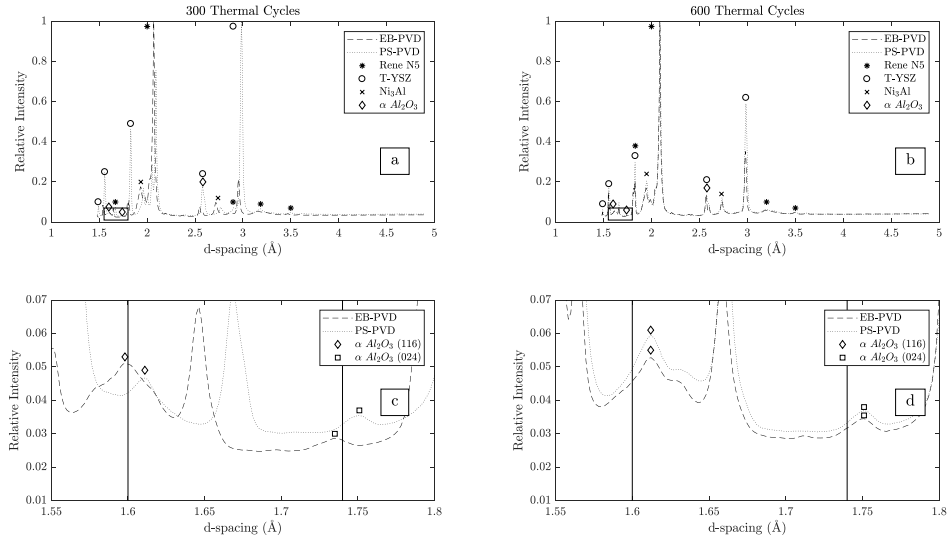 300 Thermal Cycles
1
0.8
0.6
0.4
0.2
0
Relative Intensity
EB-PVD
PS-PVD
Rene N5
T-YSZ
Ni₃Al
α Al₂O₃
a
1 1.5 2 2.5 3 3.5 4 4.5 5
d-spacing (Å)
600 Thermal Cycles
1
0.8
0.6
0.4
0.2
0
Relative Intensity
EB-PVD
PS-PVD
Rene N5
T-YSZ
Ni₃Al
α Al₂O₃
b
1 1.5 2 2.5 3 3.5 4 4.5 5
d-spacing (Å)
0.07
0.06
0.05
0.04
0.03
0.02
0.01
Relative Intensity
EB-PVD
PS-PVD
α Al₂O₃ (116)
α Al₂O₃ (024)
c
1.55 1.6 1.65 1.7 1.75 1.8
d-spacing (Å)
0.07
0.06
0.05
0.04
0.03
0.02
0.01
Relative Intensity
EB-PVD
PS-PVD
α Al₂O₃ (116)
α Al₂O₃ (024)
d
1.55 1.6 1.65 1.7 1.75 1.8
d-spacing (Å)